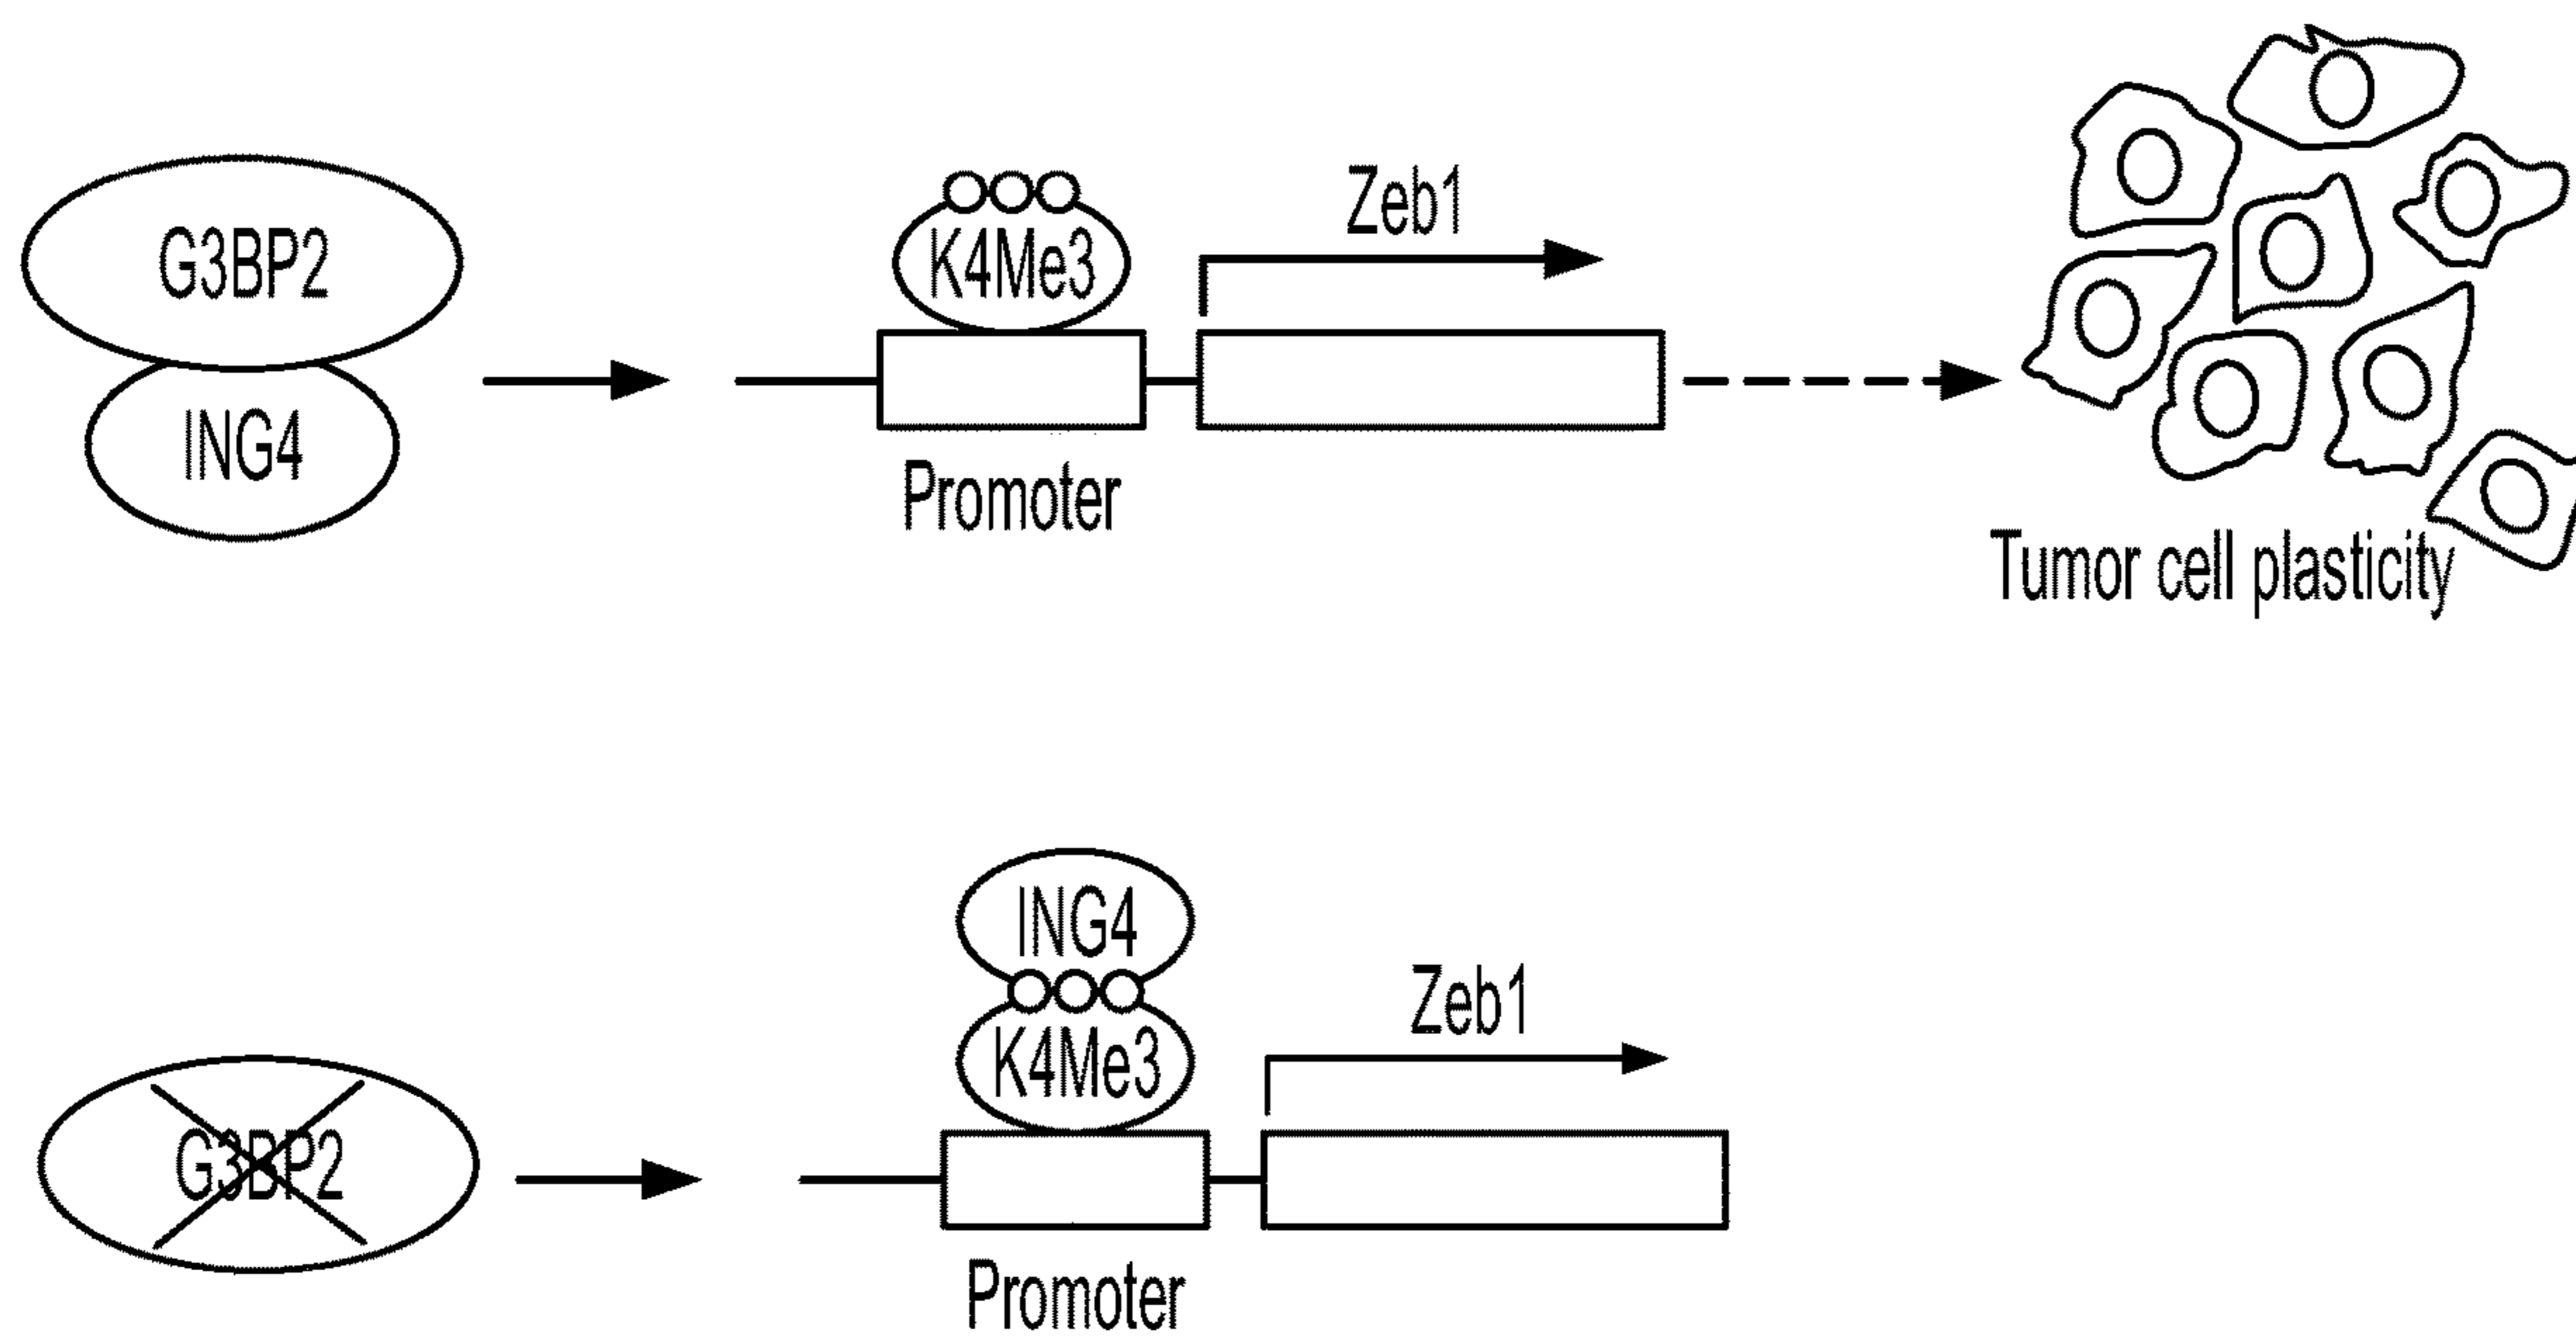 G3BP2
ING4
K4Me3
Zeb1
Promoter
Tumor cell plasticity
G3BP2
ING4
K4Me3
Zeb1
Promoter